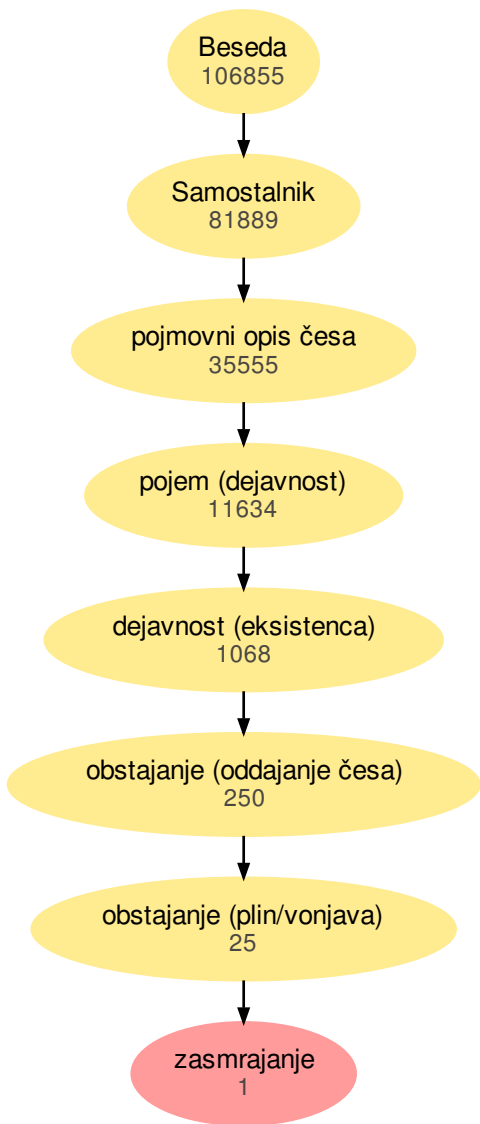 Beseda
106855
Samostalnik
81889
pojmovni opis česa
35555
pojem (dejavnost)
11634
dejavnost (eksistenca)
1068
obstajanje (oddajanje česa)
250
obstajanje (plin/vonjava)
25
zasmrajanje
1